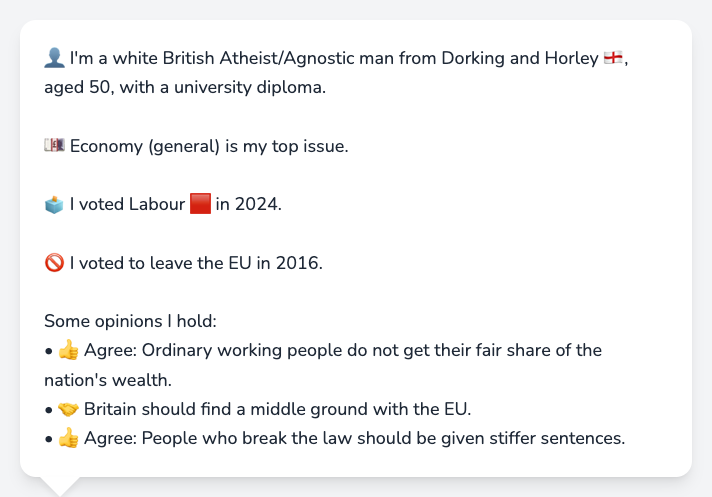 👤 I'm a white British Atheist/Agnostic man from Dorking and Horley 🏴󠁧󠁢󠁥󠁮󠁧󠁿,
aged 50, with a university diploma.
💷 Economy (general) is my top issue.
🗳️ I voted Labour 🟥 in 2024.
🚫 I voted to leave the EU in 2016.
Some opinions I hold:
• 👍 Agree: Ordinary working people do not get their fair share of the
nation's wealth.
• 🤝 Britain should find a middle ground with the EU.
• 👍 Agree: People who break the law should be given stiffer sentences.